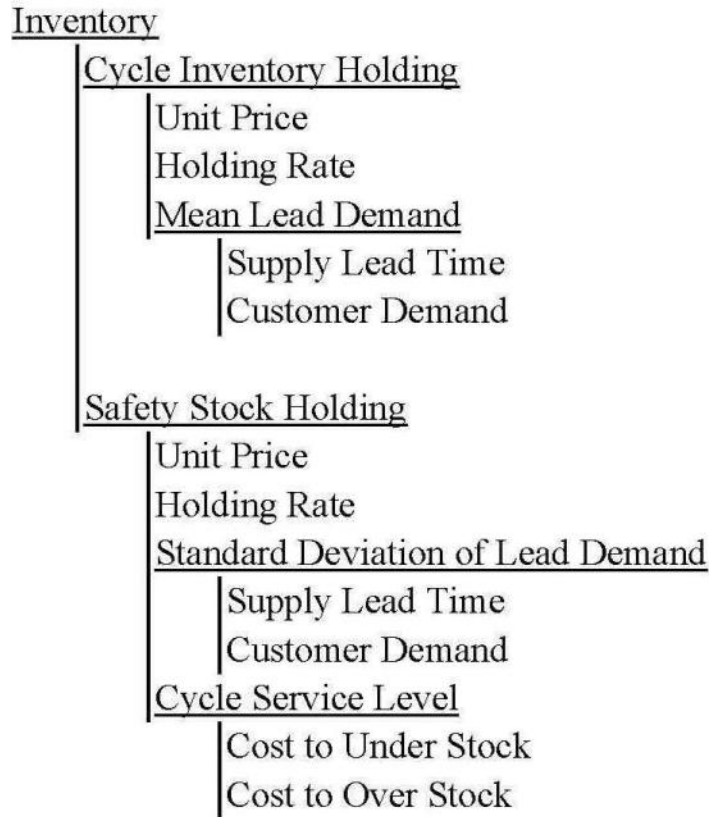 Inventory
Cycle Inventory Holding
Unit Price
Holding Rate
Mean Lead Demand
Supply Lead Time
Customer Demand
Safety Stock Holding
Unit Price
Holding Rate
Standard Deviation of Lead Demand
Supply Lead Time
Customer Demand
Cycle Service Level
Cost to Under Stock
Cost to Over Stock